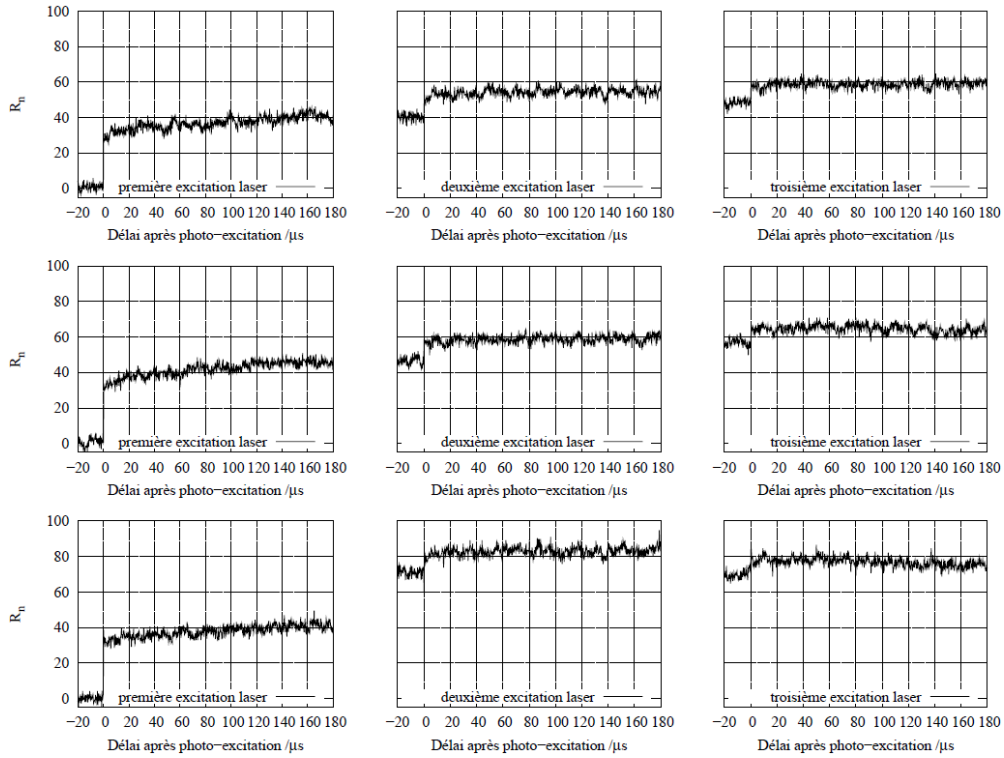 100
80
60
40
20
0
R_n
première excitation laser
deuxième excitation laser
troisième excitation laser
−20 0 20 40 60 80 100 120 140 160 180
−20 0 20 40 60 80 100 120 140 160 180
−20 0 20 40 60 80 100 120 140 160 180
Délai après photo−excitation /µs
Délai après photo−excitation /µs
Délai après photo−excitation /µs
100
80
60
40
20
0
R_n
première excitation laser
deuxième excitation laser
troisième excitation laser
−20 0 20 40 60 80 100 120 140 160 180
−20 0 20 40 60 80 100 120 140 160 180
−20 0 20 40 60 80 100 120 140 160 180
Délai après photo−excitation /µs
Délai après photo−excitation /µs
Délai après photo−excitation /µs
100
80
60
40
20
0
R_n
première excitation laser
deuxième excitation laser
troisième excitation laser
−20 0 20 40 60 80 100 120 140 160 180
−20 0 20 40 60 80 100 120 140 160 180
−20 0 20 40 60 80 100 120 140 160 180
Délai après photo−excitation /µs
Délai après photo−excitation /µs
Délai après photo−excitation /µs